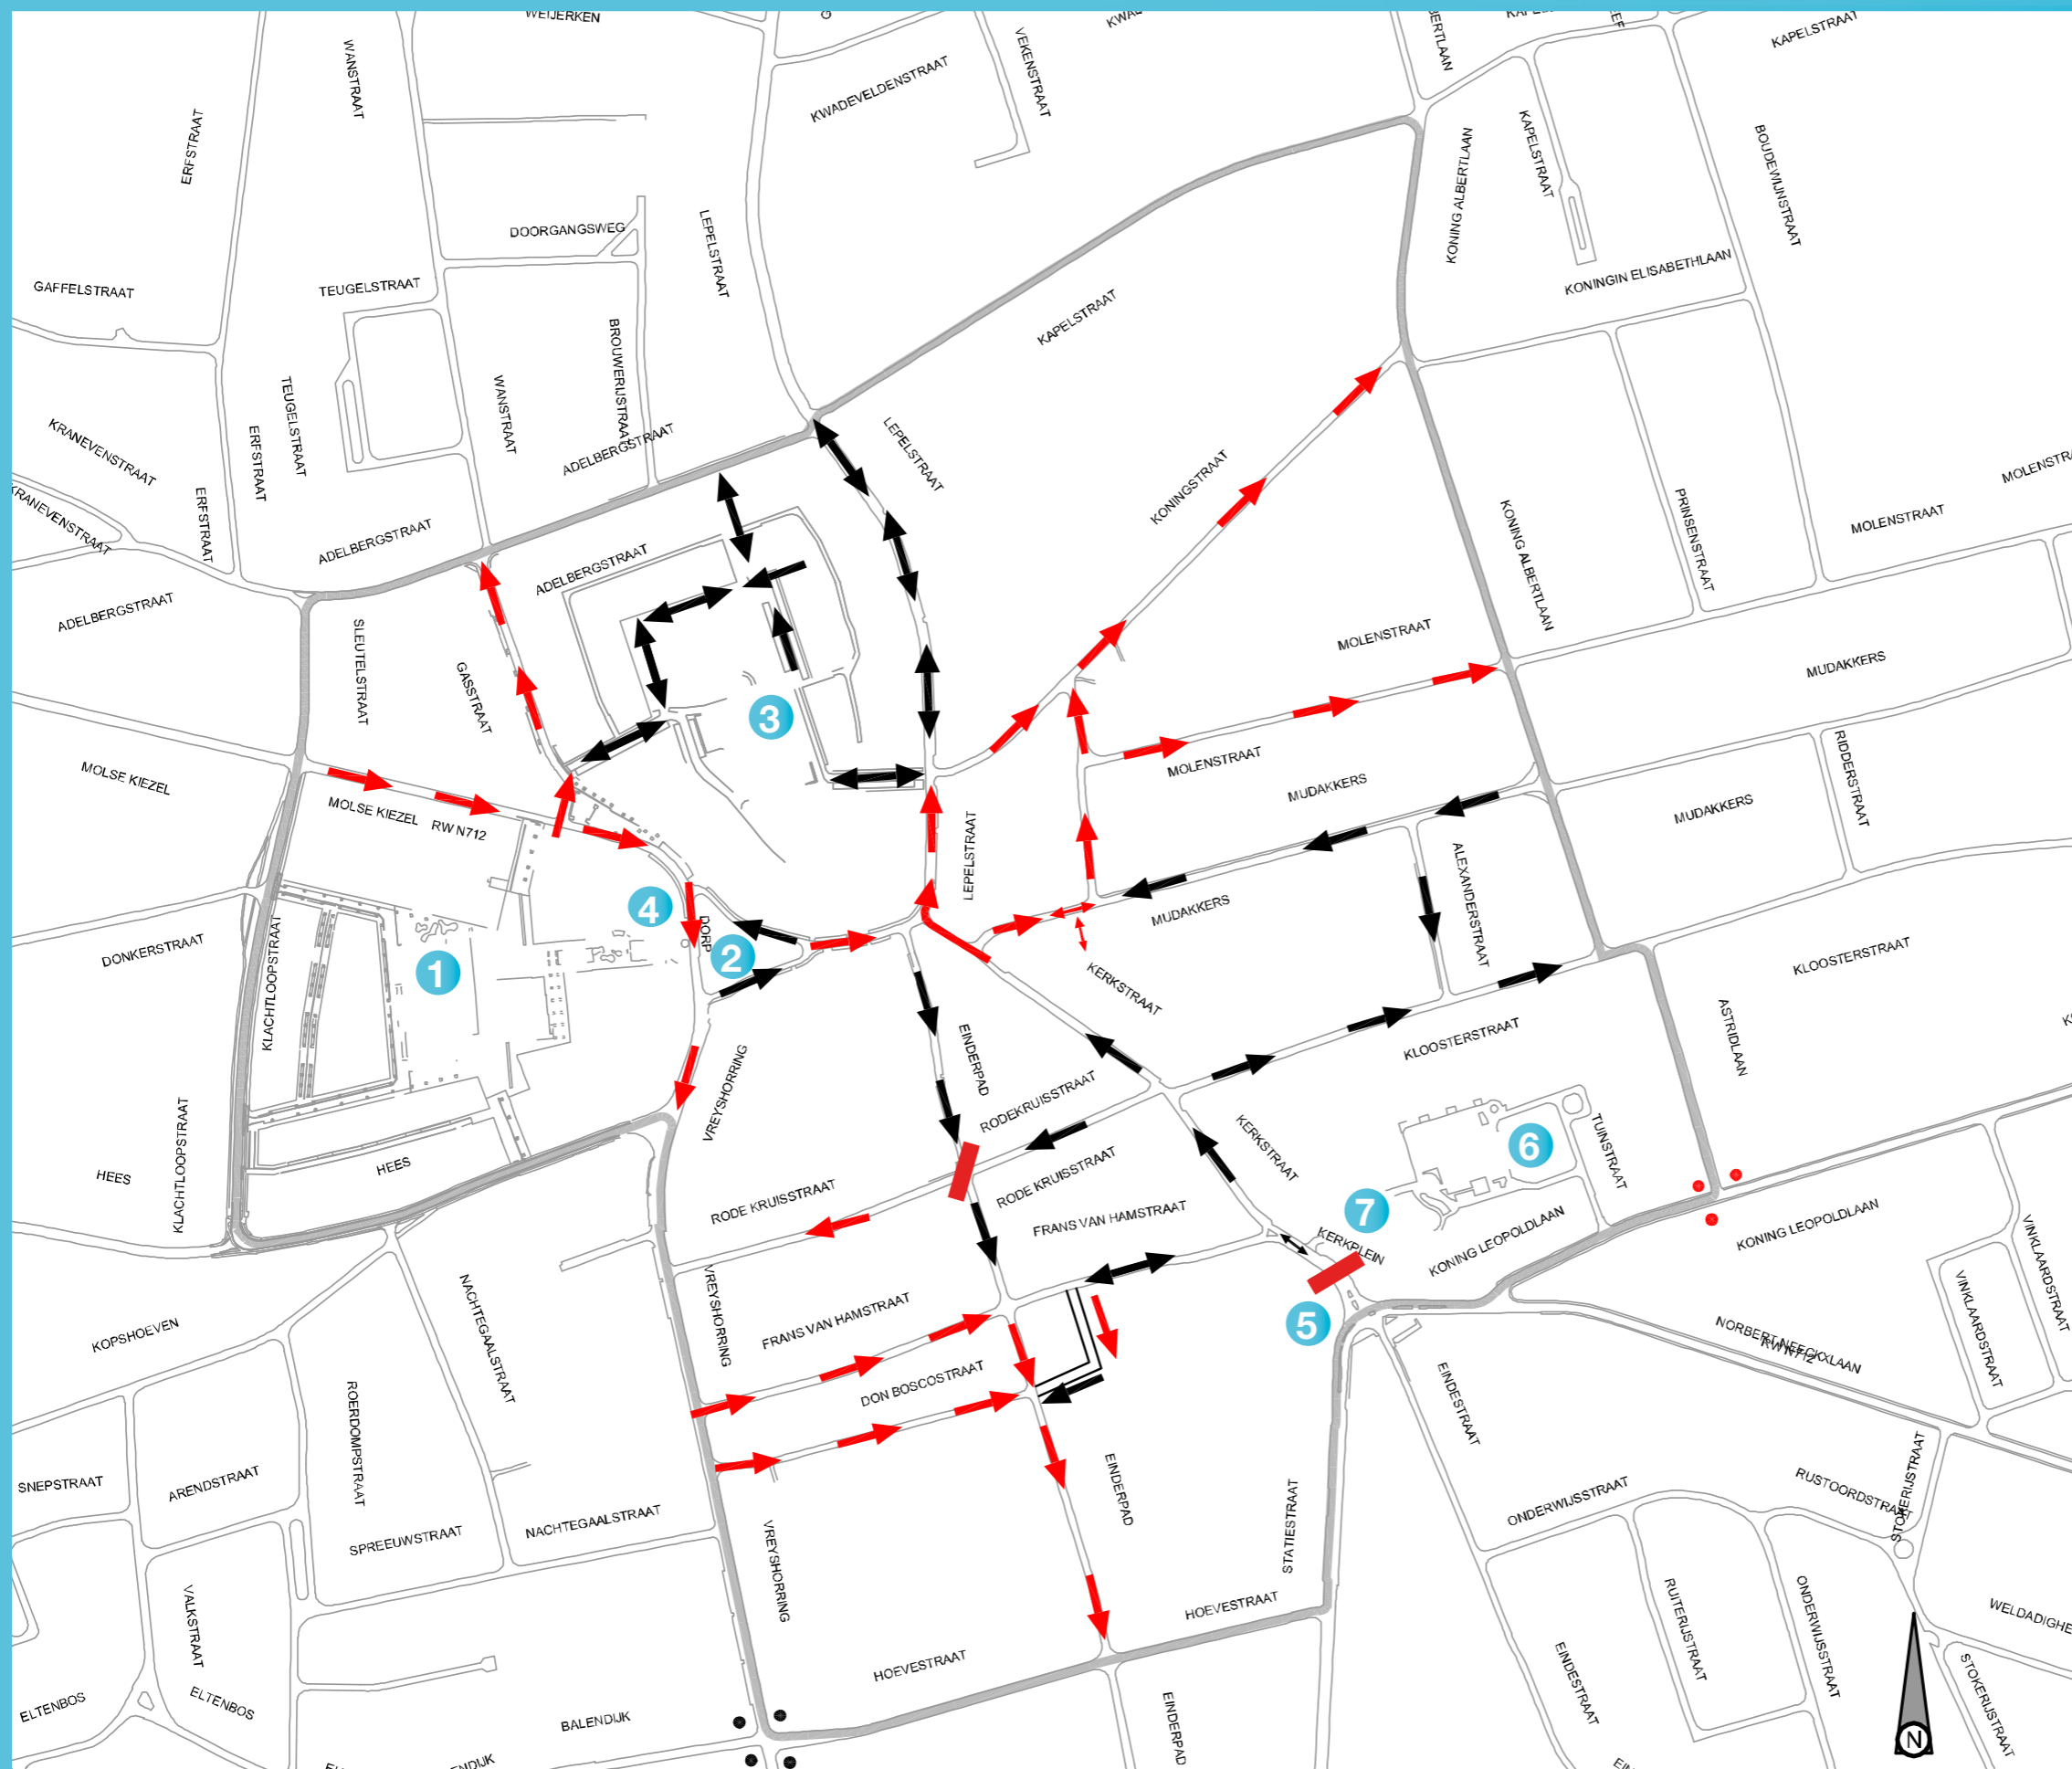 WEIJERKEN
KAPELSTRAAT
WANSTRAAT
VEKENSTRAAT
KWADEVELDENSTRAAT
ERFSTRAAT
KAPELSTRAAT
BOUDEWIJNSTRAAT
KONING ALBERTLAAN
DOORGANGSWEG
LEPELSTRAAT
GAFFELSTRAAT
TEUGELSTRAAT
KONINGIN ELISABETHLAAN
KAPELSTRAAT
BROUWERIJSTRAAT
TEUGELSTRAAT
WANSTRAAT
KRANEVENSTRAAT
ERFSTRAAT
ADELBERGSTRAAT
LEPELSTRAAT
KONINGSTRAAT
KRANEVENSTRAAT
ERFSTRAAT
ADELBERGSTRAAT
KONING ALBERTLAAN
PRINSENSTRAAT
MOLENSTRAAT
ADELBERGSTRAAT
ADELBERGSTRAAT
SLEUTELSTRAAT
GASSTRAAT
MOLENSTRAAT
MUDAKKERS
3
MOLSE KIEZEL
MOLSE KIEZEL RW N712
MOLENSTRAAT
MUDAKKERS
MUDAKKERS
RIDDERSTRAAT
LEPELSTRAAT
ALEXANDERSTRAAT
MUDAKKERS
4
DORP
2
DONKERSTRAAT
KLACHTLOOPSTRAAT
1
KERKSTRAAT
KLOOSTERSTRAAT
ASTRIDLAAN
EINDERPAD
VREYSHORRING
KLOOSTERSTRAAT
RODEKRUISSTRAAT
KLACHTLOOPSTRAAT
HEES
HEES
KERKSTRAAT
6
TUINSTRAAT
RODE KRUISSTRAAT
RODE KRUISSTRAAT
FRANS VAN HAMSTRAAT
7
KERKPLEIN
KONING LEOPOLDLAAN
KONING LEOPOLDLAAN
VINKLAARDSTRAAT
VINKLAARDSTRAAT
KOPSHOEVEN
NACHTEGAALSTRAAT
VREYSHORRING
FRANS VAN HAMSTRAAT
5
NORBERT NEECKXLAAN
RW N712
DON BOSCOSTRAAT
EINDESTRAAT
ROERDOMPSTRAAT
SNEPSTRAAT
ARENDSTRAAT
EINDERPAD
STATIESTRAAT
ONDERWIJSSTRAAT
RUSTOORDSTRAAT
STOKERIJSTRAAT
SPREEUWSTRAAT
NACHTEGAALSTRAAT
VREYSHORRING
VALKSTRAAT
HOEVESTRAAT
RUITERIJSTRAAT
ONDERWIJSSTRAAT
EINDESTRAAT
HOEVESTRAAT
STOKERIJSTRAAT
ELTENBOS
ELTENBOS
BALENDIJK
EINDERPAD
N